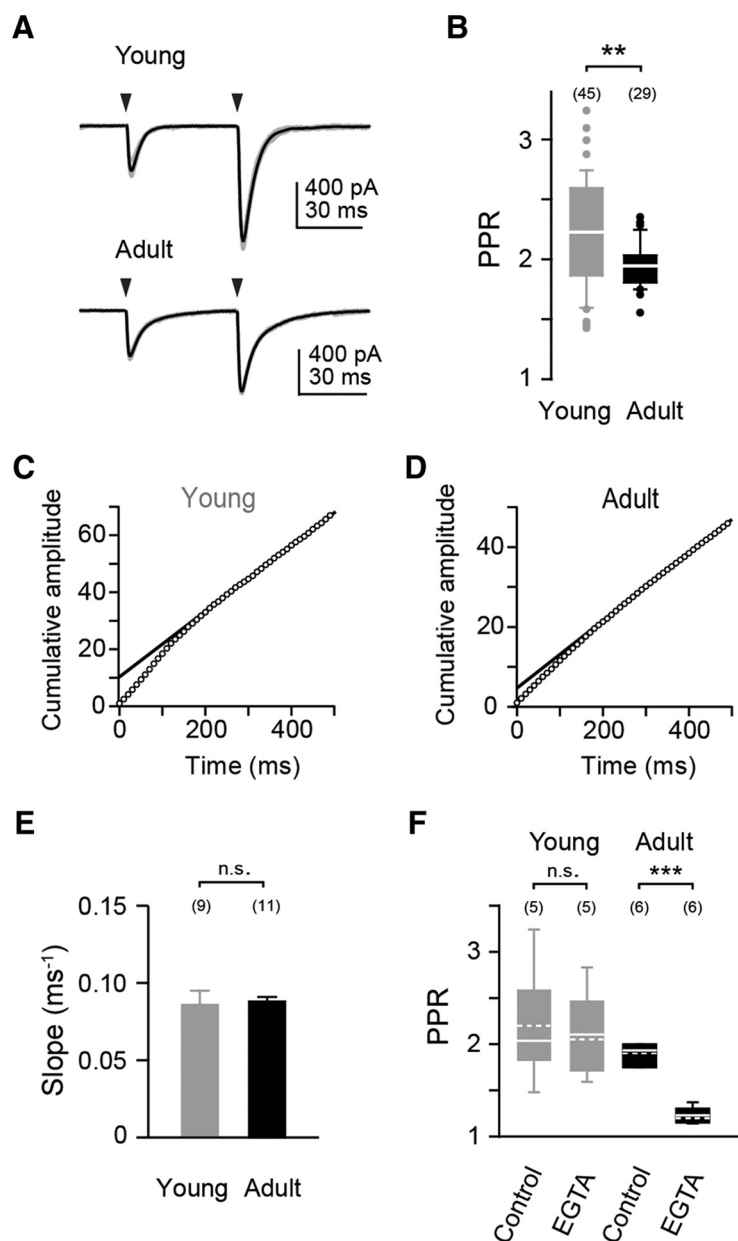 A
Young
400 pA
30 ms
Adult
400 pA
30 ms
B
**
(45) (29)
3
2
1
PPR
Young Adult
C
Young
60
40
20
0
Cumulative amplitude
0 200 400
Time (ms)
D
Adult
40
20
0
Cumulative amplitude
0 200 400
Time (ms)
E
n.s.
(9) (11)
0.15
0.10
0.05
0
Slope (ms-1)
Young Adult
F
Young Adult
n.s. ***
(5) (5) (6) (6)
3
2
1
PPR
Control EGTA Control EGTA